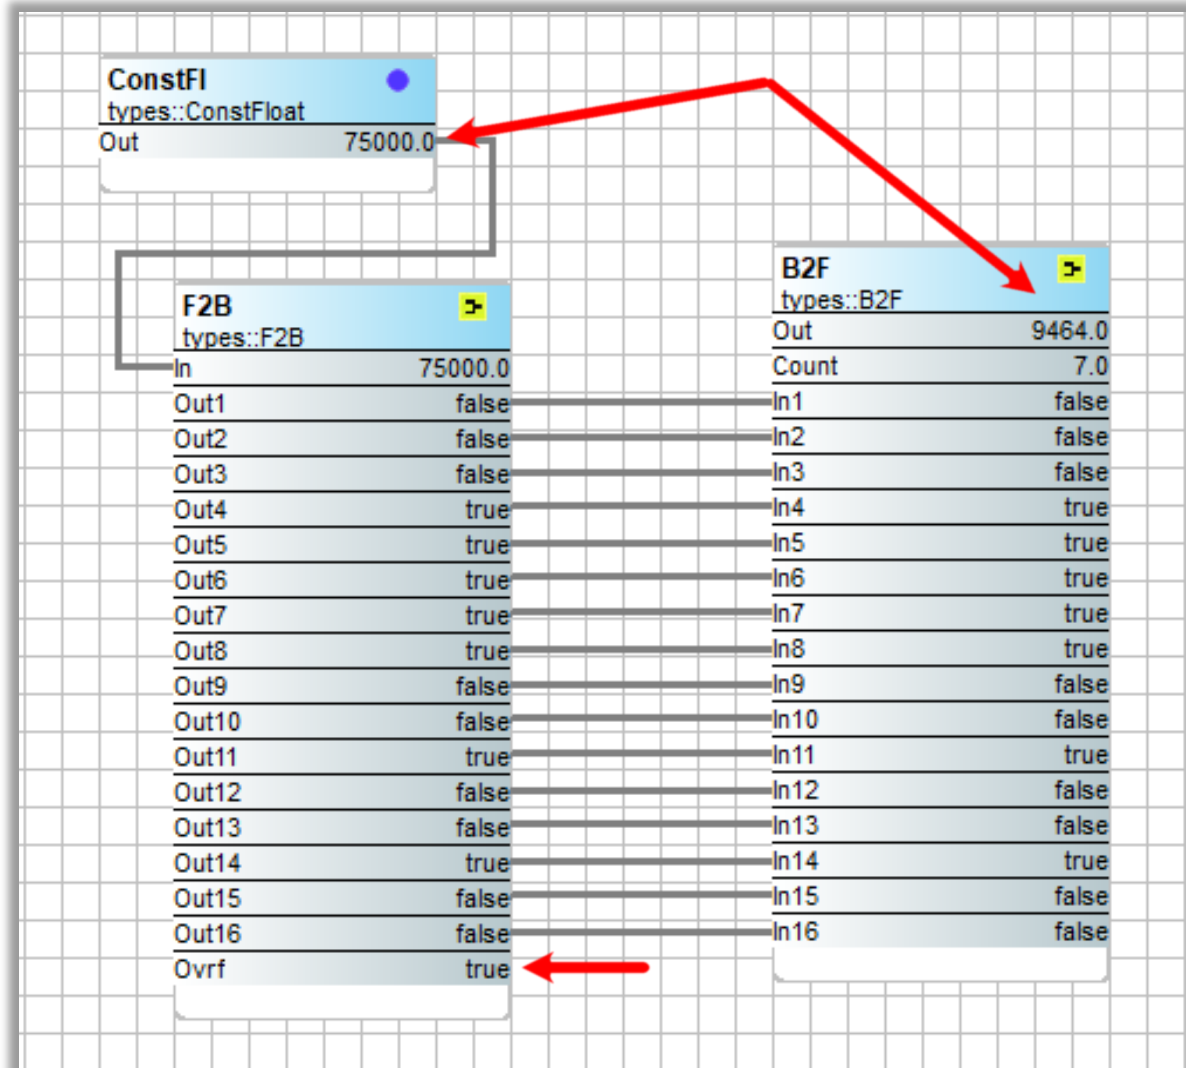 ConstFl
types::ConstFloat
Out 75000.0
F2B
types::F2B
In 75000.0
Out1 false
Out2 false
Out3 false
Out4 true
Out5 true
Out6 true
Out7 true
Out8 true
Out9 false
Out10 false
Out11 true
Out12 false
Out13 false
Out14 true
Out15 false
Out16 false
Ovrf true
B2F
types::B2F
Out 9464.0
Count 7.0
In1 false
In2 false
In3 false
In4 true
In5 true
In6 true
In7 true
In8 true
In9 false
In10 false
In11 true
In12 false
In13 false
In14 true
In15 false
In16 false